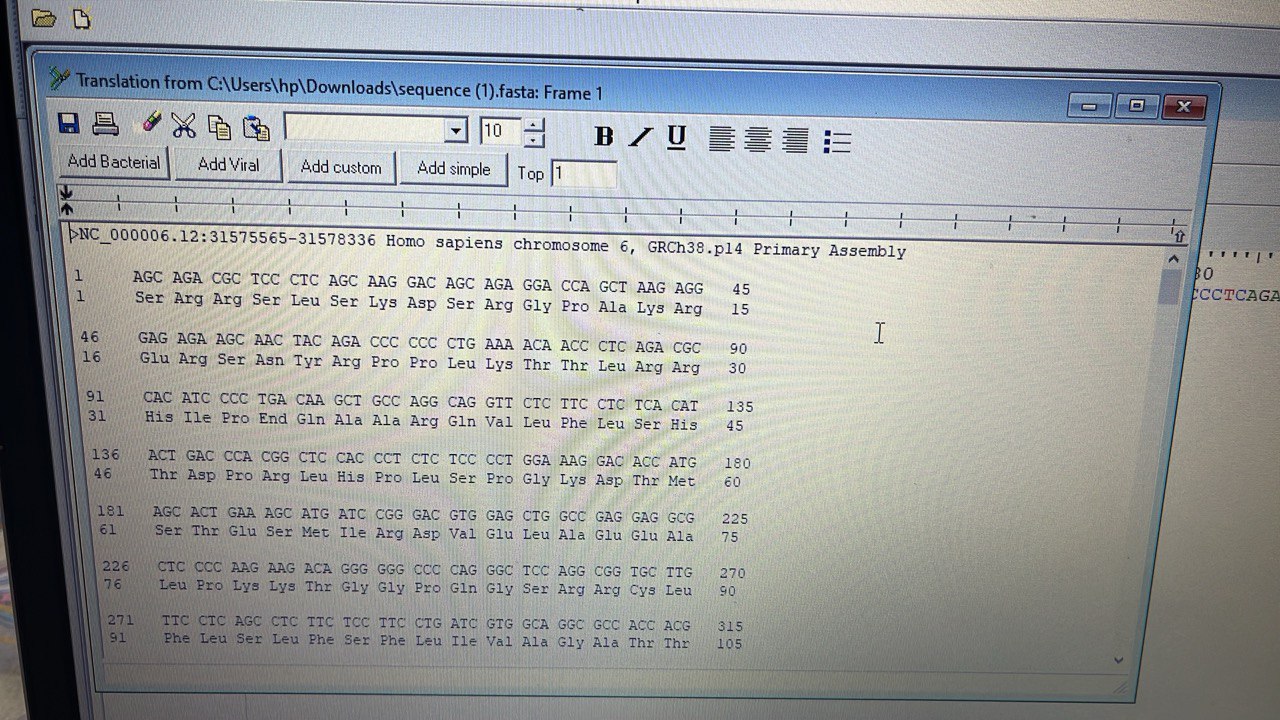 Translation from C:\Users\hp\Downloads\sequence (1).fasta: Frame 1
10 B I U
Add Bacterial Add Viral Add custom Add simple Top 1
>NC_000006.12:31575565-31578336 Homo sapiens chromosome 6, GRCh38.p14 Primary Assembly
1 AGC AGA CGC TCC CTC AGC AAG GAC AGC AGA GGA CCA GCT AAG AGG 45
1 Ser Arg Arg Ser Leu Ser Lys Asp Ser Arg Gly Pro Ala Lys Arg 15
46 GAG AGA AGC AAC TAC AGA CCC CCC CTG AAA ACA ACC CTC AGA CGC 90
16 Glu Arg Ser Asn Tyr Arg Pro Pro Leu Lys Thr Thr Leu Arg Arg 30
91 CAC ATC CCC TGA CAA GCT GCC AGG CAG GTT CTC TTC CTC TCA CAT 135
31 His Ile Pro End Gln Ala Ala Arg Gln Val Leu Phe Leu Ser His 45
136 ACT GAC CCA CGG CTC CAC CCT CTC TCC CCT GGA AAG GAC ACC ATG 180
46 Thr Asp Pro Arg Leu His Pro Leu Ser Pro Gly Lys Asp Thr Met 60
181 AGC ACT GAA AGC ATG ATC CGG GAC GTG GAG CTG GCC GAG GAG GCG 225
61 Ser Thr Glu Ser Met Ile Arg Asp Val Glu Leu Ala Glu Glu Ala 75
226 CTC CCC AAG AAG ACA GGG GGG CCC CAG GGC TCC AGG CGG TGC TTG 270
76 Leu Pro Lys Lys Thr Gly Gly Pro Gln Gly Ser Arg Arg Cys Leu 90
271 TTC CTC AGC CTC TTC TCC TTC CTG ATC GTG GCA GGC GCC ACC ACG 315
91 Phe Leu Ser Leu Phe Ser Phe Leu Ile Val Ala Gly Ala Thr Thr 105
CCCTCAGA